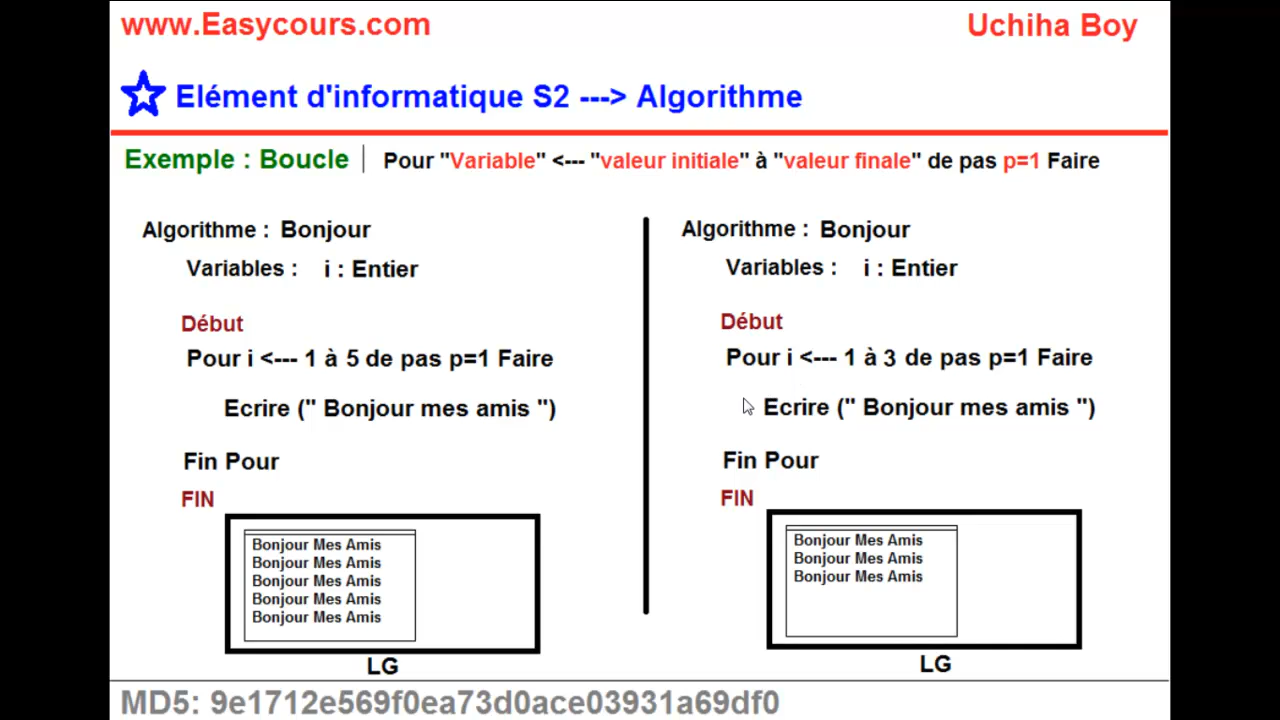 www.Easycours.com
Uchiha Boy
Elément d'informatique S2 ---> Algorithme
Exemple : Boucle
Pour "Variable" <--- "valeur initiale" à "valeur finale" de pas p=1 Faire
Algorithme : Bonjour
Variables : i : Entier
Début
Pour i <--- 1 à 5 de pas p=1 Faire
Ecrire (" Bonjour mes amis ")
Fin Pour
FIN
Bonjour Mes Amis
Bonjour Mes Amis
Bonjour Mes Amis
Bonjour Mes Amis
Bonjour Mes Amis
LG
Algorithme : Bonjour
Variables : i : Entier
Début
Pour i <--- 1 à 3 de pas p=1 Faire
Ecrire (" Bonjour mes amis ")
Fin Pour
FIN
Bonjour Mes Amis
Bonjour Mes Amis
Bonjour Mes Amis
LG
MD5: 9e1712e569f0ea73d0ace03931a69df0